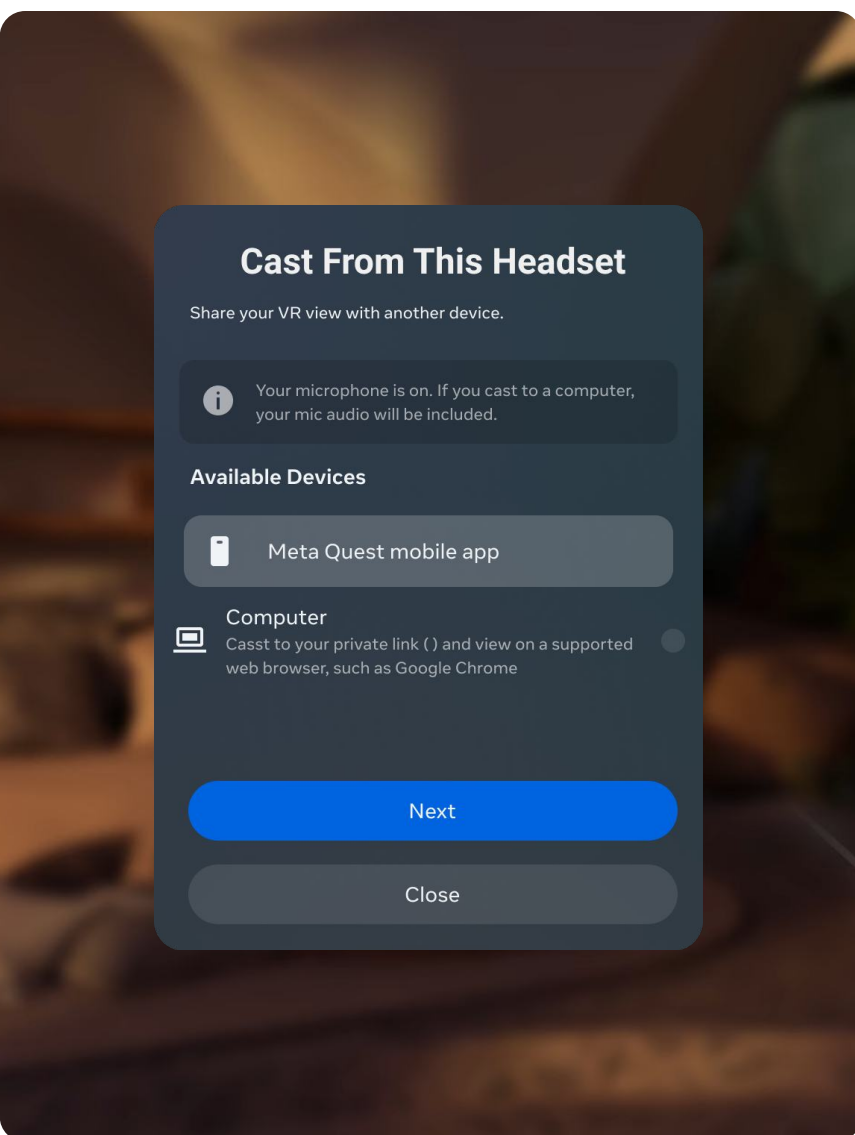 Cast From This Headset
Share your VR view with another device.
Your microphone is on. If you cast to a computer,
your mic audio will be included.
Available Devices
Meta Quest mobile app
Computer
Casst to your private link ( ) and view on a supported
web browser, such as Google Chrome
Next
Close